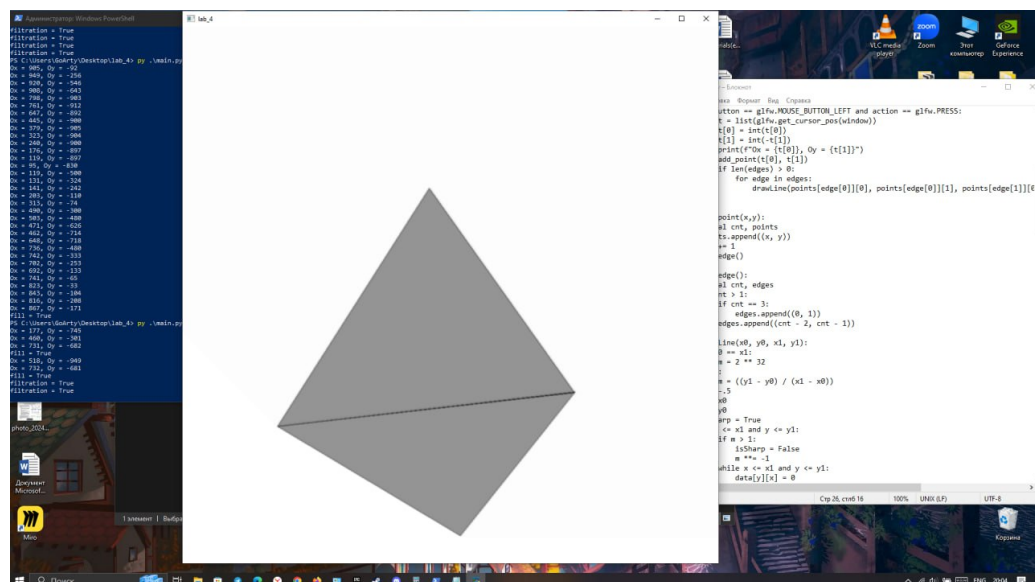 Администратор: Windows PowerShell
filtration = True
filtration = True
filtration = True
filtration = True
PS C:\Users\GoArty\Desktop\lab_4> py .\main.py
Ox = 905, Oy = -92
Ox = 949, Oy = -256
Ox = 920, Oy = -546
Ox = 908, Oy = -643
Ox = 798, Oy = -903
Ox = 761, Oy = -912
Ox = 647, Oy = -892
Ox = 445, Oy = -900
Ox = 379, Oy = -905
Ox = 323, Oy = -904
Ox = 240, Oy = -900
Ox = 176, Oy = -897
Ox = 119, Oy = -897
Ox = 95, Oy = -830
Ox = 119, Oy = -500
Ox = 131, Oy = -324
Ox = 141, Oy = -242
Ox = 203, Oy = -110
Ox = 313, Oy = -74
Ox = 490, Oy = -300
Ox = 503, Oy = -480
Ox = 471, Oy = -626
Ox = 462, Oy = -714
Ox = 648, Oy = -718
Ox = 736, Oy = -480
Ox = 742, Oy = -333
Ox = 702, Oy = -253
Ox = 692, Oy = -133
Ox = 741, Oy = -65
Ox = 823, Oy = -33
Ox = 843, Oy = -104
Ox = 816, Oy = -208
Ox = 867, Oy = -171
fill = True
PS C:\Users\GoArty\Desktop\lab_4> py .\main.py
Ox = 177, Oy = -745
Ox = 460, Oy = -301
Ox = 731, Oy = -682
fill = True
Ox = 518, Oy = -949
Ox = 732, Oy = -681
fill = True
filtration = True
filtration = True
lab_4
VLC media player
Zoom
Этот компьютер
GeForce Experience
– Блокнот
Формат Вид Справка
utton == glfw.MOUSE_BUTTON_LEFT and action == glfw.PRESS:
t = list(glfw.get_cursor_pos(window))
t[0] = int(t[0])
t[1] = int(-t[1])
print(f"Ox = {t[0]}, Oy = {t[1]}")
add_point(t[0], t[1])
if len(edges) > 0:
for edge in edges:
drawLine(points[edge[0]][0], points[edge[0]][1], points[edge[1]][0
point(x,y):
al cnt, points
ts.append((x, y))
+= 1
edge()
edge():
al cnt, edges
nt > 1:
if cnt == 3:
edges.append((0, 1))
edges.append((cnt - 2, cnt - 1))
Line(x0, y0, x1, y1):
0 == x1:
m = 2 ** 32
:
m = ((y1 - y0) / (x1 - x0))
-.5
x0
y0
arp = True
<= x1 and y <= y1:
if m > 1:
isSharp = False
m **= -1
while x <= x1 and y <= y1:
data[y][x] = 0
Стр 26, стлб 16
100%
UNIX (LF)
UTF-8
photo_2024...
Документ Microsof...
Miro
1 элемент
Выбра
Корзина
Поиск
ENG
20:04